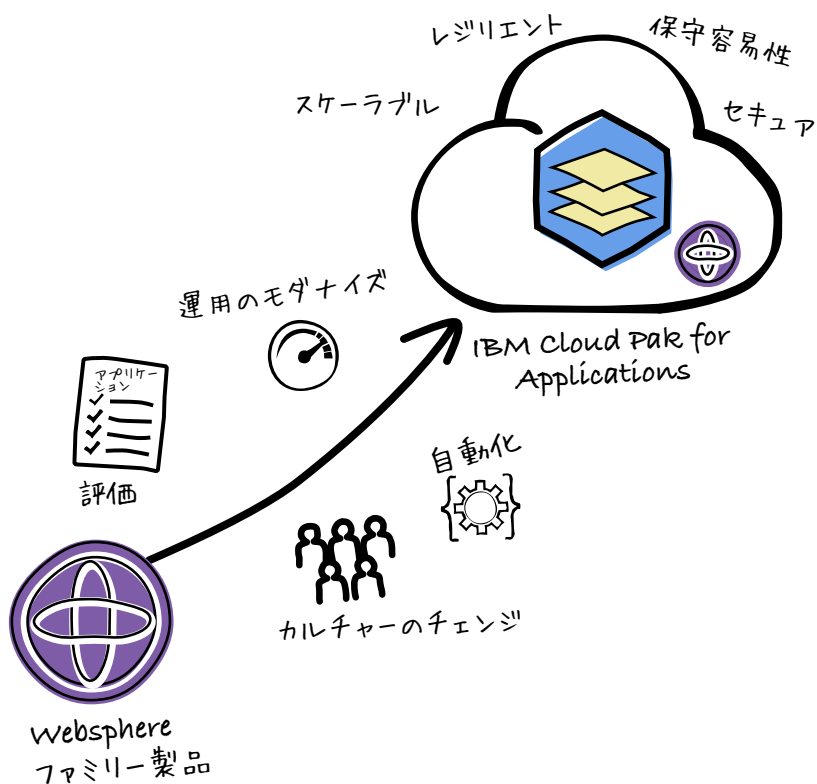 レジリエント
保守容易性
スケーラブル
セキュア
運用のモダナイズ
IBM Cloud Pak for
Applications
アプリケー
ション
評価
自動化
カルチャーのチェンジ
Websphere
ファミリー製品